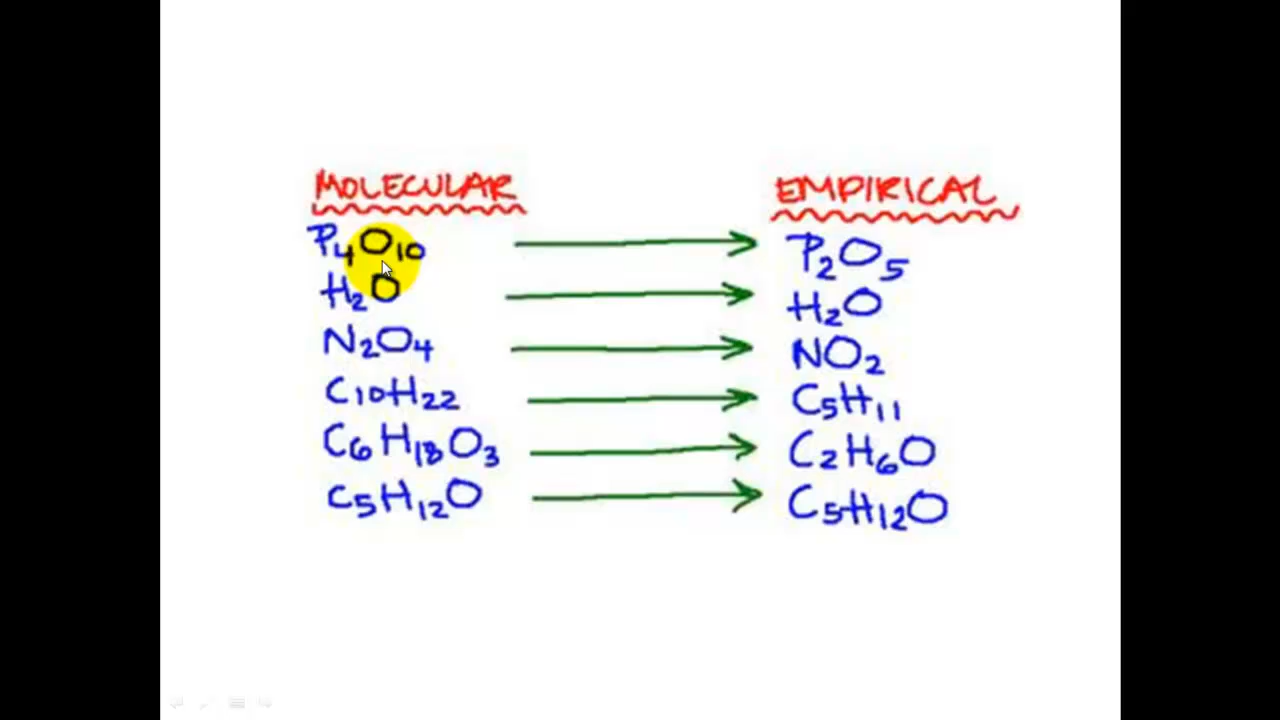 MOLECULAR EMPIRICAL
P₄O₁₀ → P₂O₅
H₂O → H₂O
N₂O₄ → NO₂
C₁₀H₂₂ → C₅H₁₁
C₆H₁₈O₃ → C₂H₆O
C₅H₁₂O → C₅H₁₂O